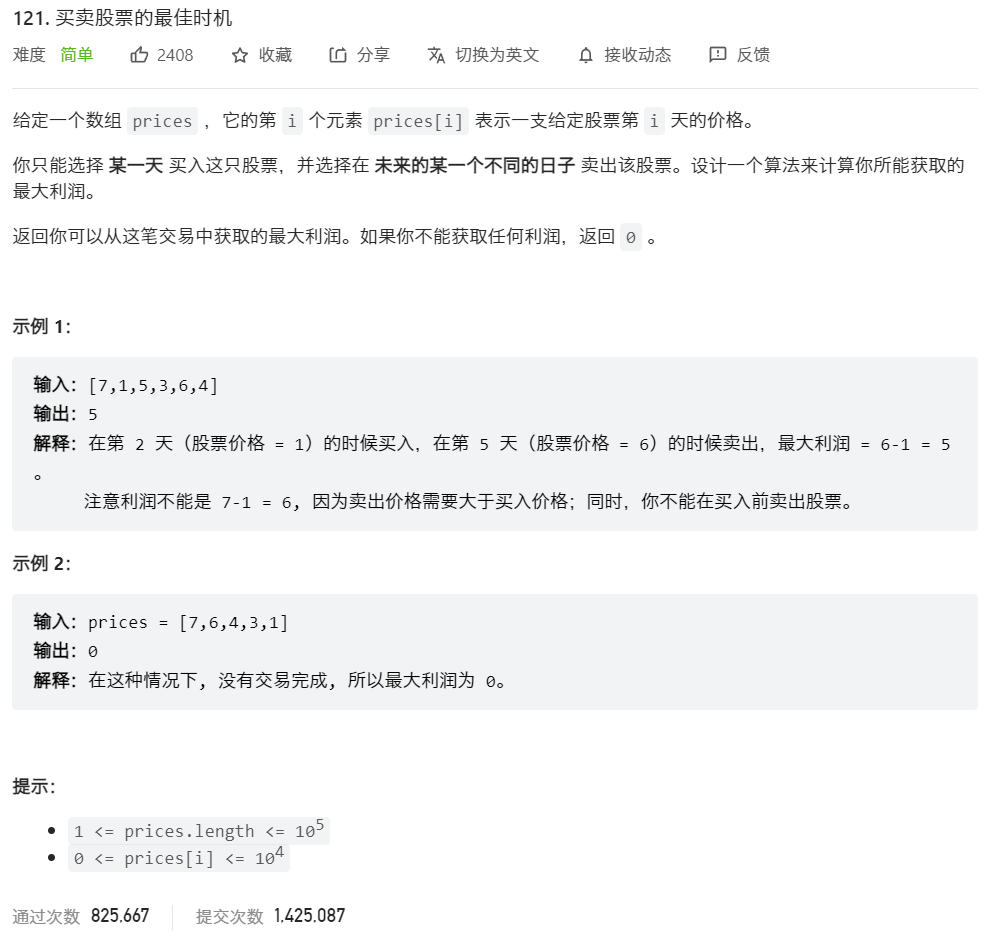 121. 买卖股票的最佳时机
难度 简单 2408 收藏 分享 切换为英文 接收动态 反馈
给定一个数组 prices ，它的第 i 个元素 prices[i] 表示一支给定股票第 i 天的价格。
你只能选择 某一天 买入这只股票，并选择在 未来的某一个不同的日子 卖出该股票。设计一个算法来计算你所能获取的
最大利润。
返回你可以从这笔交易中获取的最大利润。如果你不能获取任何利润，返回 0 。
示例 1：
输入：[7,1,5,3,6,4]
输出：5
解释：在第 2 天（股票价格 = 1）的时候买入，在第 5 天（股票价格 = 6）的时候卖出，最大利润 = 6-1 = 5
。
注意利润不能是 7-1 = 6, 因为卖出价格需要大于买入价格；同时，你不能在买入前卖出股票。
示例 2：
输入：prices = [7,6,4,3,1]
输出：0
解释：在这种情况下, 没有交易完成, 所以最大利润为 0。
提示：
• 1 <= prices.length <= 10⁵
• 0 <= prices[i] <= 10⁴
通过次数 825,667 提交次数 1,425,087